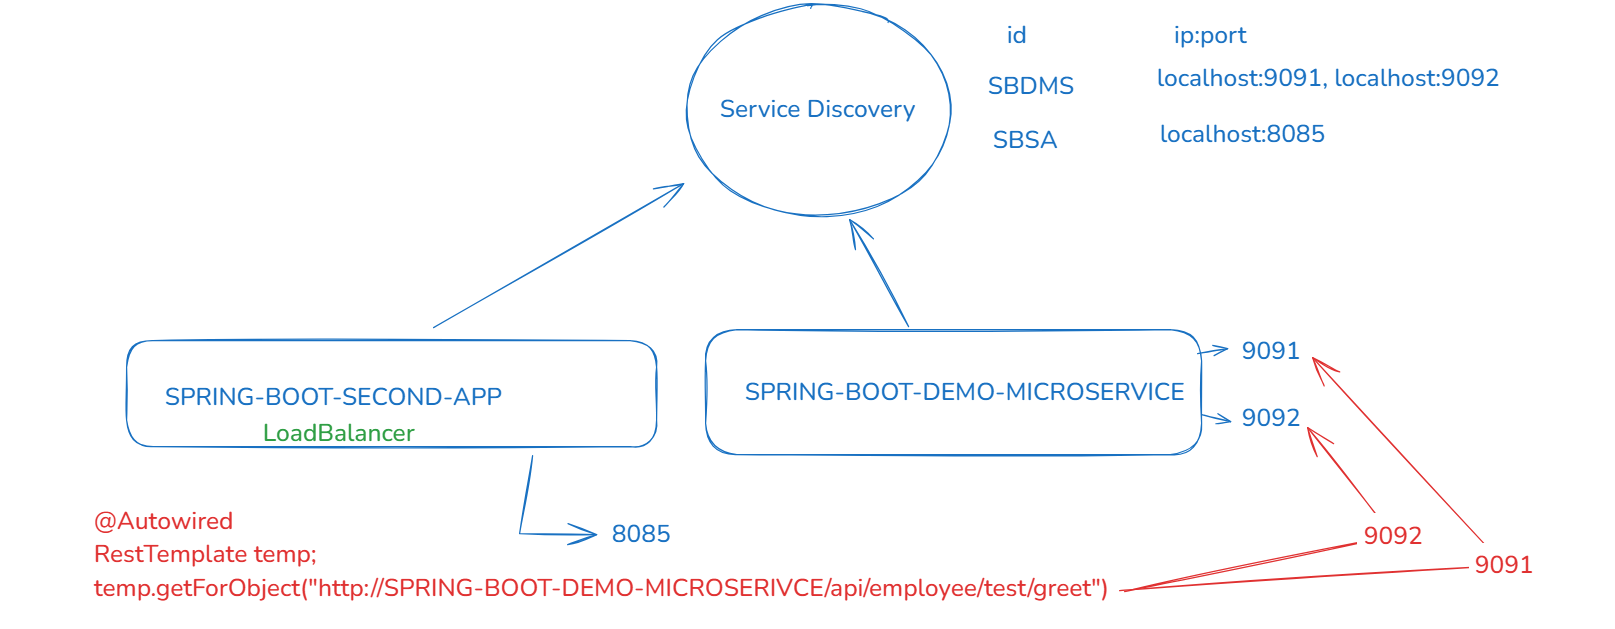 id ip:port
Service Discovery
SBDMS localhost:9091, localhost:9092
SBSA localhost:8085
SPRING-BOOT-SECOND-APP
LoadBalancer
SPRING-BOOT-DEMO-MICROSERVICE
9091
9092
8085
@Autowired
RestTemplate temp;
temp.getForObject("http://SPRING-BOOT-DEMO-MICROSERIVCE/api/employee/test/greet")
9092
9091